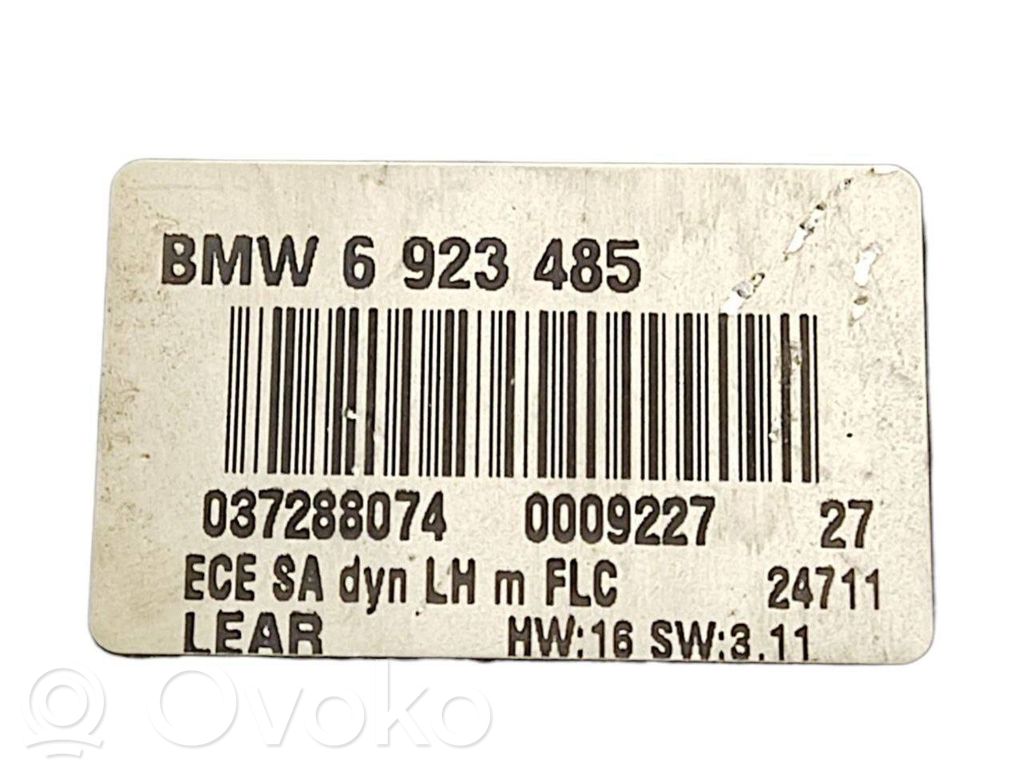 BMW 6 923 485
037288074 0009227 27
ECE SA dyn LH m FLC 24711
LEAR HW:16 SW:3.11
Ovoko